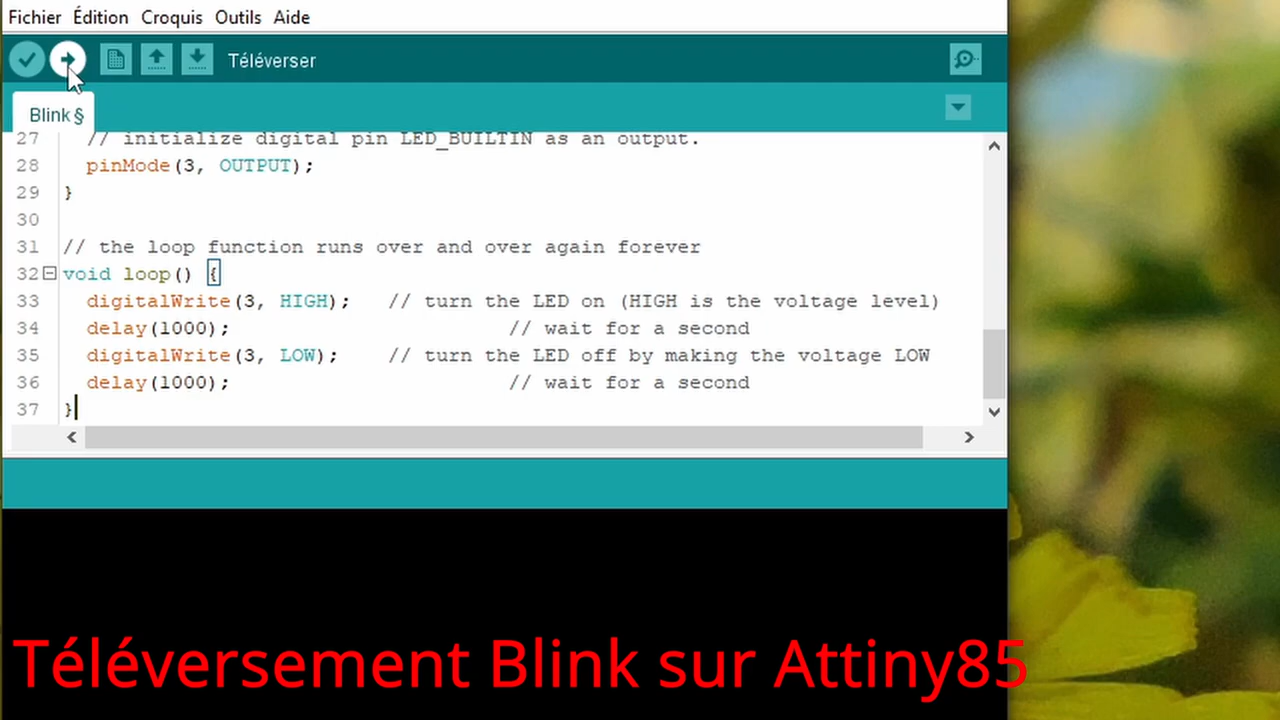 Fichier Édition Croquis Outils Aide
Téléverser
Blink §
27 // initialize digital pin LED_BUILTIN as an output.
28 pinMode(3, OUTPUT);
29 }
30
31 // the loop function runs over and over again forever
32 void loop() {
33 digitalWrite(3, HIGH); // turn the LED on (HIGH is the voltage level)
34 delay(1000); // wait for a second
35 digitalWrite(3, LOW); // turn the LED off by making the voltage LOW
36 delay(1000); // wait for a second
37 }
Téléversement Blink sur Attiny85